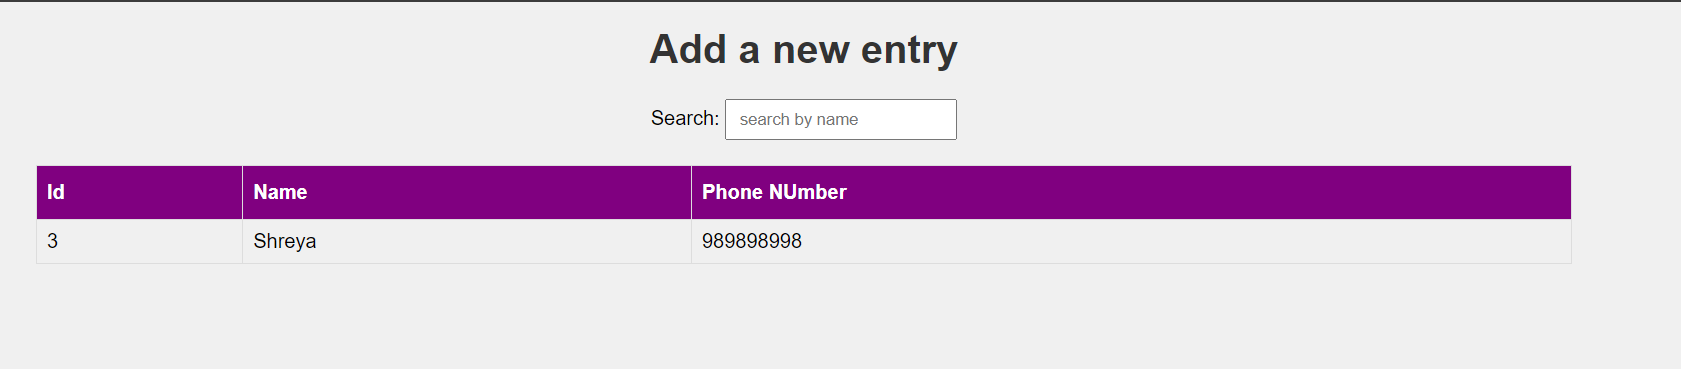 Add a new entry
Search: search by name
Id Name Phone NUmber
3 Shreya 989898998